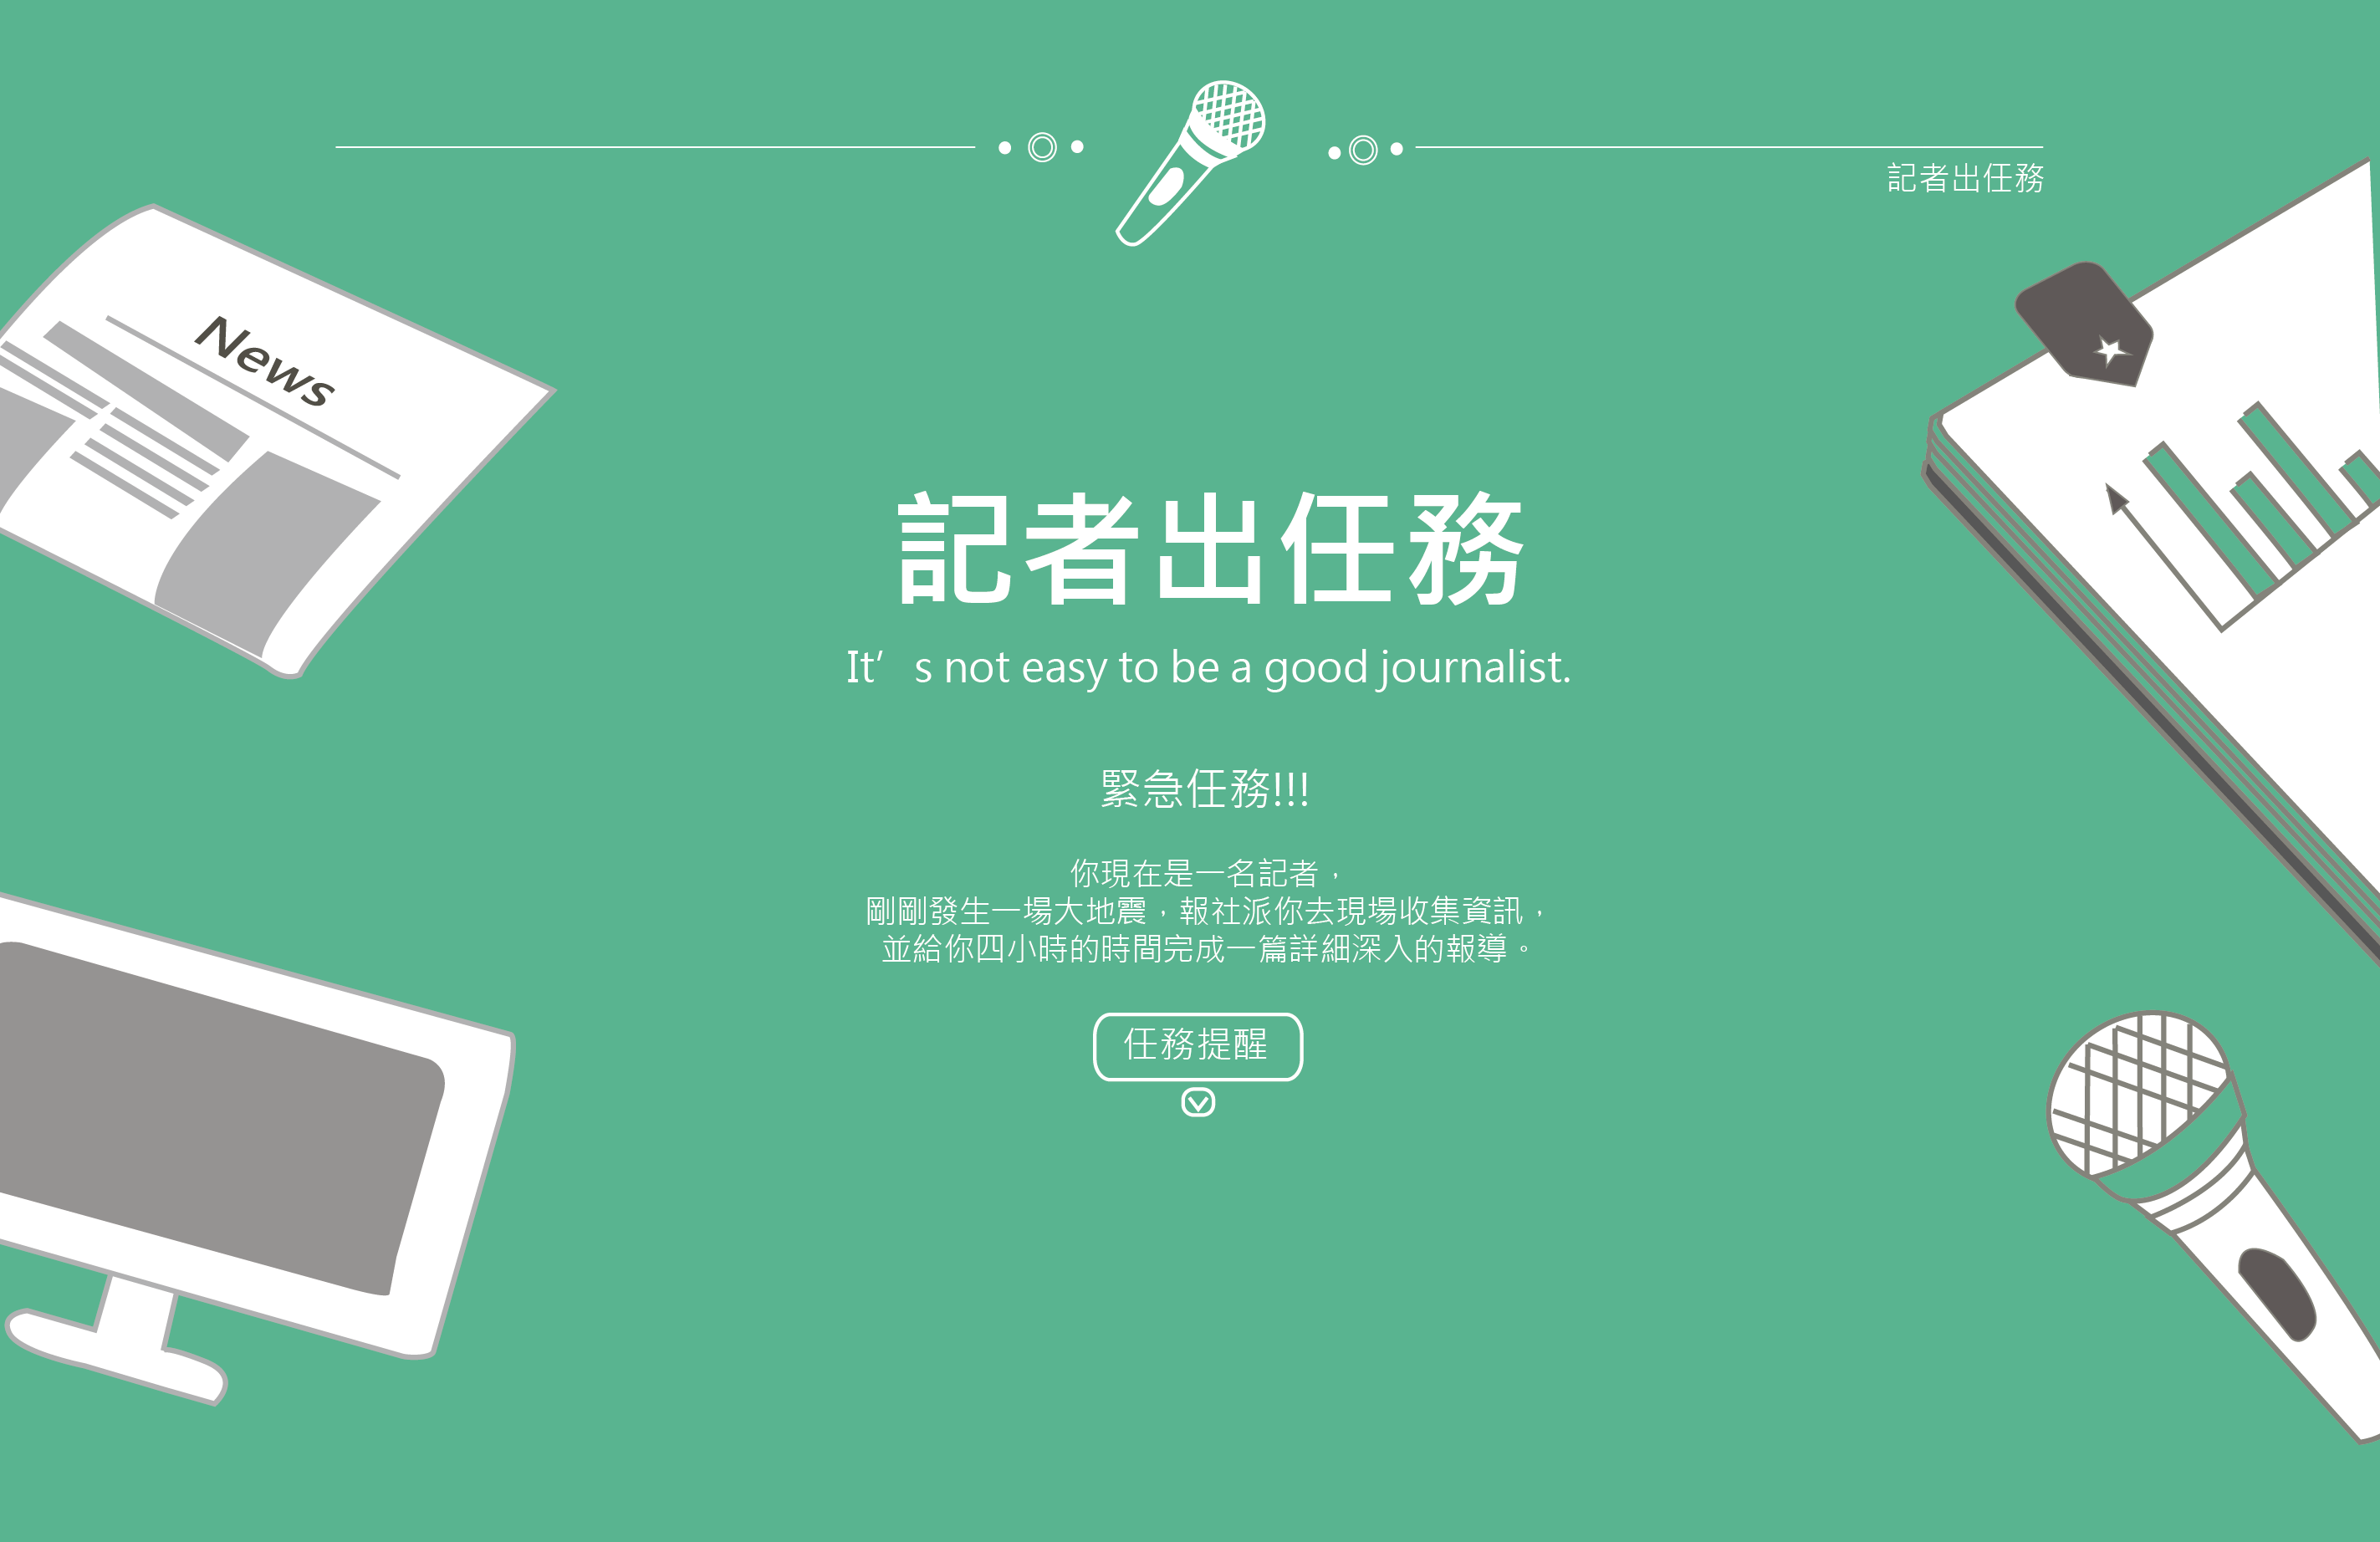 記者出任務
News
記者出任務
It’s not easy to be a good journalist.
緊急任務!!!
你現在是一名記者，
剛剛發生一場大地震，報社派你去現場收集資訊，
並給你四小時的時間完成一篇詳細深入的報導。
任務提醒